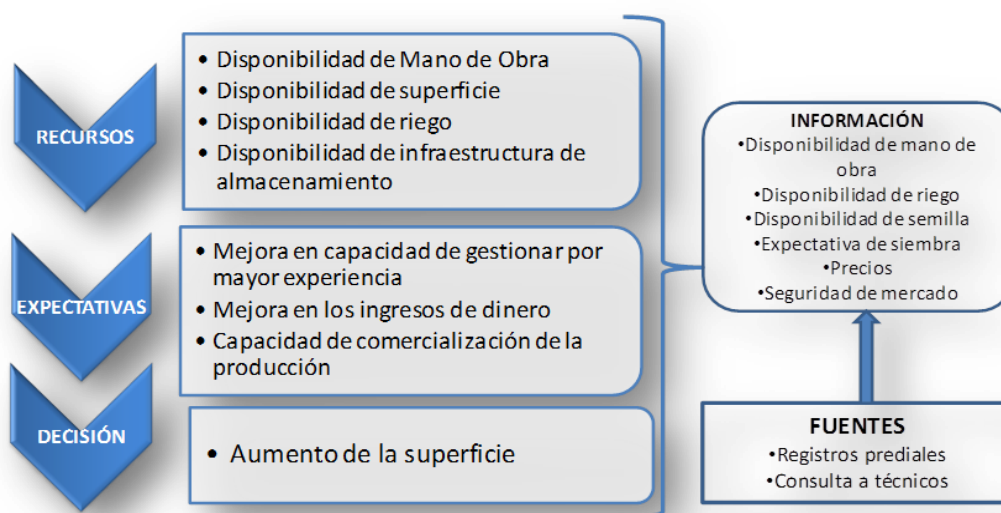 RECURSOS
• Disponibilidad de Mano de Obra
• Disponibilidad de superficie
• Disponibilidad de riego
• Disponibilidad de infraestructura de
almacenamiento
EXPECTATIVAS
• Mejora en capacidad de gestionar por
mayor experiencia
• Mejora en los ingresos de dinero
• Capacidad de comercialización de la
producción
DECISIÓN
• Aumento de la superficie
INFORMACIÓN
•Disponibilidad de mano de
obra
•Disponibilidad de riego
•Disponibilidad de semilla
•Expectativa de siembra
•Precios
•Seguridad de mercado
FUENTES
•Registros prediales
•Consulta a técnicos